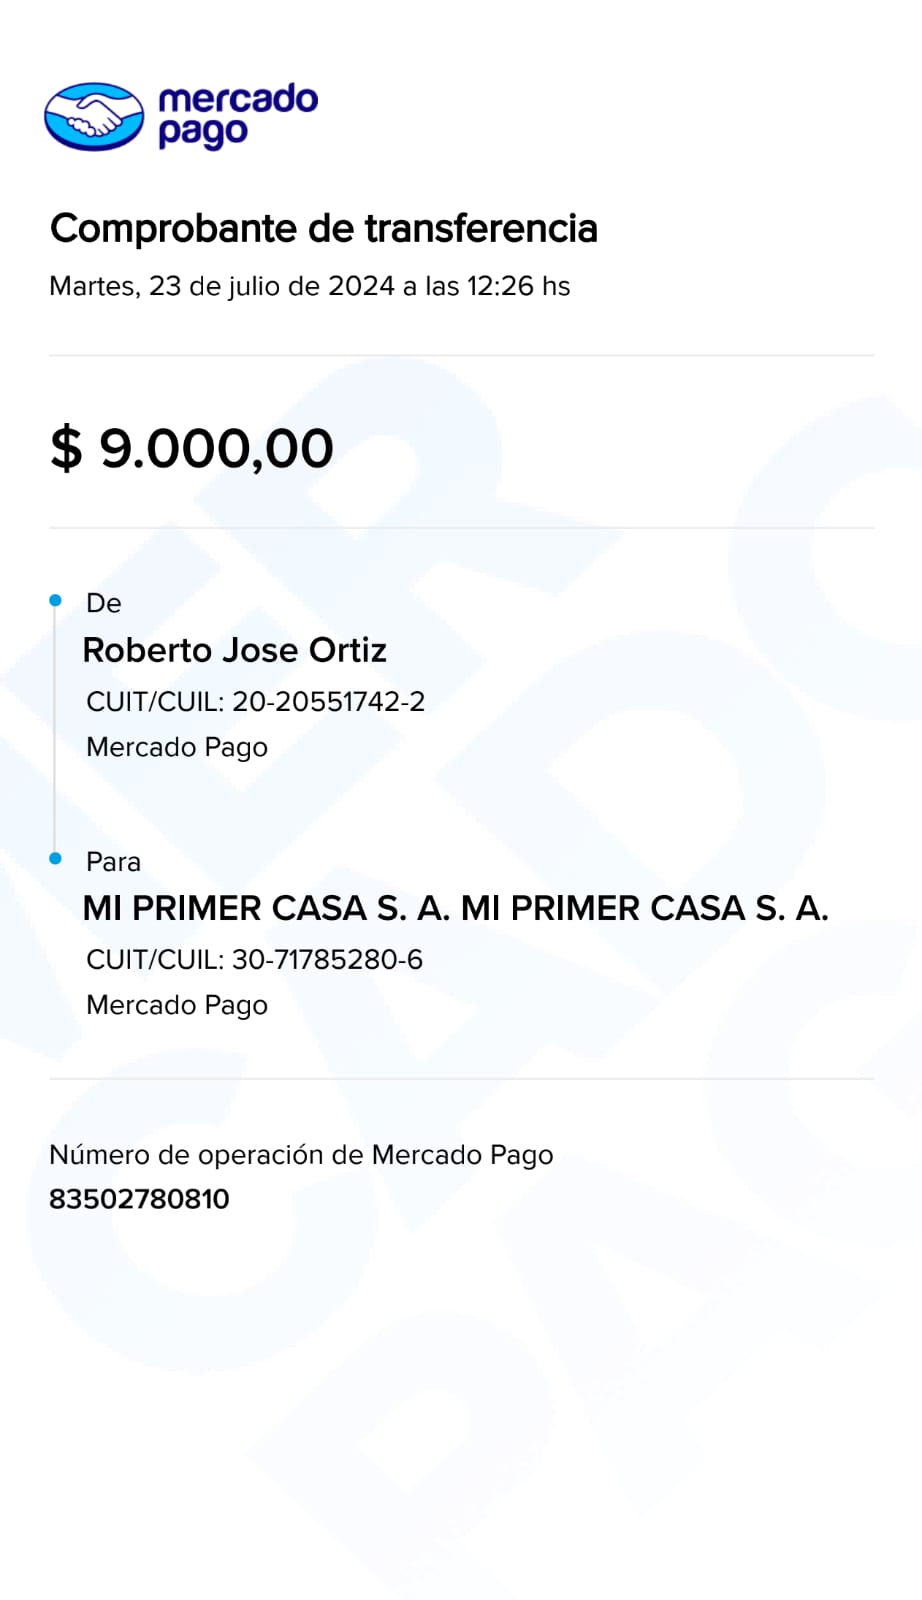 mercado
pago
Comprobante de transferencia
Martes, 23 de julio de 2024 a las 12:26 hs
$ 9.000,00
De
Roberto Jose Ortiz
CUIT/CUIL: 20-20551742-2
Mercado Pago
Para
MI PRIMER CASA S. A. MI PRIMER CASA S. A.
CUIT/CUIL: 30-71785280-6
Mercado Pago
Número de operación de Mercado Pago
83502780810
MERCADO
PAGO